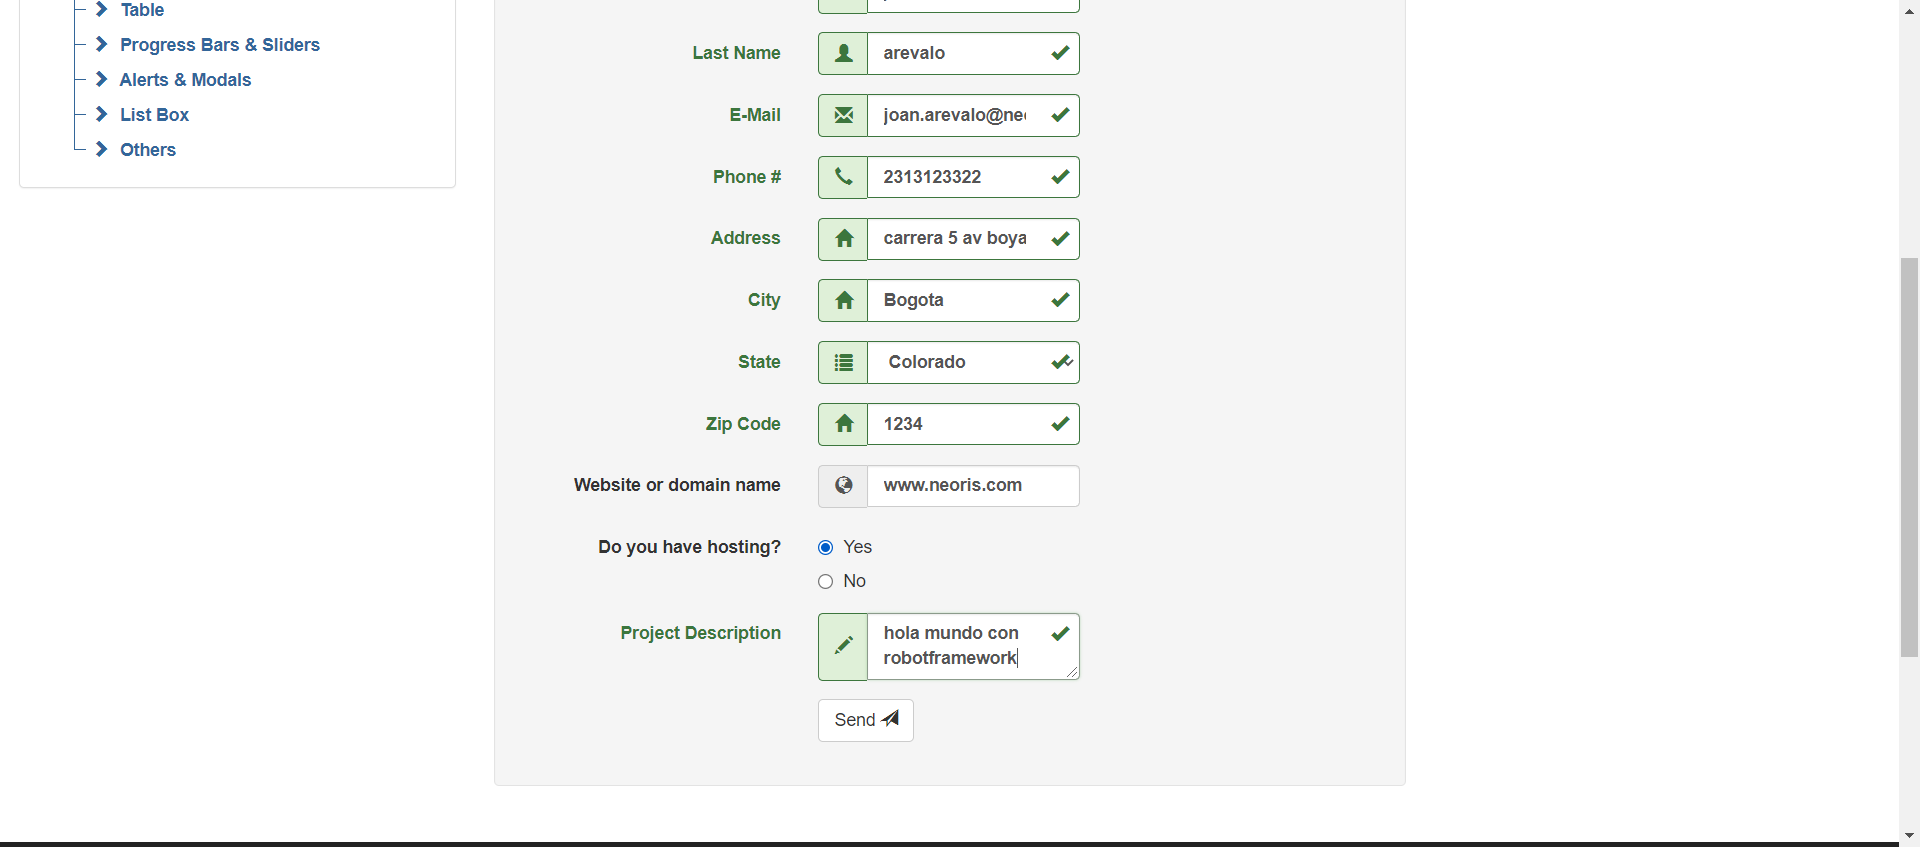 Table
Progress Bars & Sliders
Alerts & Modals
List Box
Others
Last Name
arevalo
E-Mail
joan.arevalo@neo
Phone #
2313123322
Address
carrera 5 av boya
City
Bogota
State
Colorado
Zip Code
1234
Website or domain name
www.neoris.com
Do you have hosting?
Yes
No
Project Description
hola mundo con
robotframework
Send